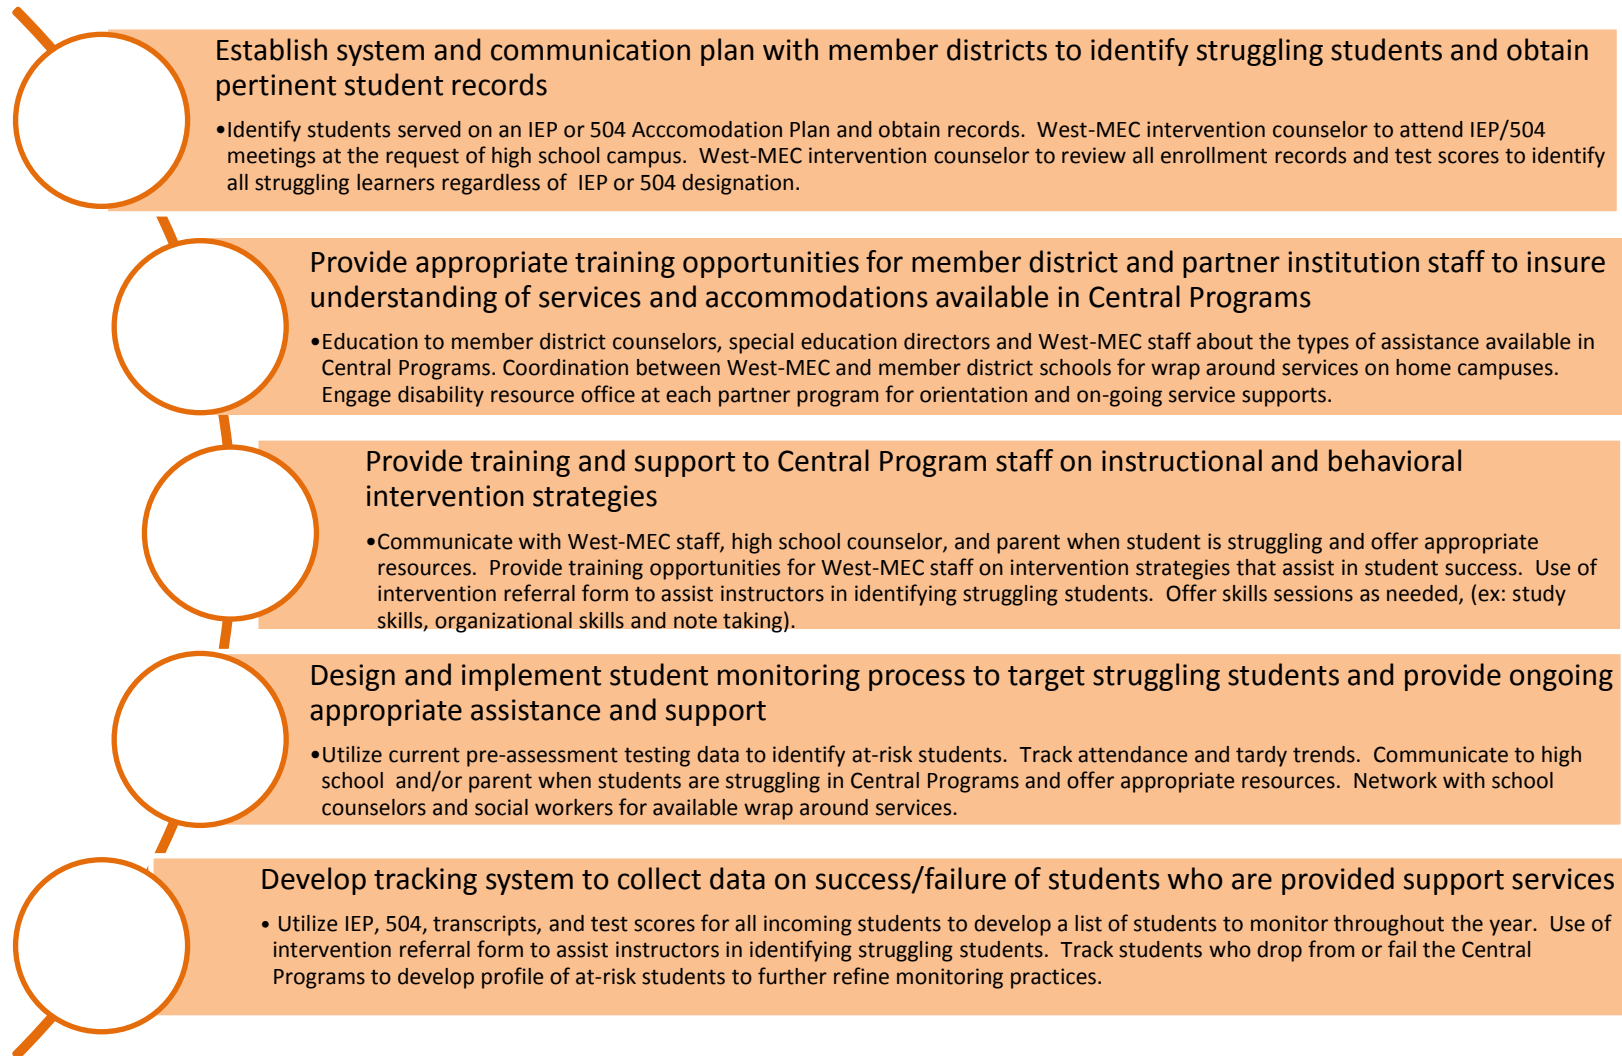 Establish system and communication plan with member districts to identify struggling students and obtain
pertinent student records
•Identify students served on an IEP or 504 Acccomodation Plan and obtain records.  West-MEC intervention counselor to attend IEP/504
meetings at the request of high school campus.  West-MEC intervention counselor to review all enrollment records and test scores to identify
all struggling learners regardless of  IEP or 504 designation.
Provide appropriate training opportunities for member district and partner institution staff to insure
understanding of services and accommodations available in Central Programs
•Education to member district counselors, special education directors and West-MEC staff about the types of assistance available in
Central Programs. Coordination between West-MEC and member district schools for wrap around services on home campuses.
Engage disability resource office at each partner program for orientation and on-going service supports.
Provide training and support to Central Program staff on instructional and behavioral
intervention strategies
•Communicate with West-MEC staff, high school counselor, and parent when student is struggling and offer appropriate
resources.  Provide training opportunities for West-MEC staff on intervention strategies that assist in student success.  Use of
intervention referral form to assist instructors in identifying struggling students.  Offer skills sessions as needed, (ex: study
skills, organizational skills and note taking).
Design and implement student monitoring process to target struggling students and provide ongoing
appropriate assistance and support
•Utilize current pre-assessment testing data to identify at-risk students.  Track attendance and tardy trends.  Communicate to high
school  and/or parent when students are struggling in Central Programs and offer appropriate resources.  Network with school
counselors and social workers for available wrap around services.
Develop tracking system to collect data on success/failure of students who are provided support services
• Utilize IEP, 504, transcripts, and test scores for all incoming students to develop a list of students to monitor throughout the year.  Use of
intervention referral form to assist instructors in identifying struggling students.  Track students who drop from or fail the Central
Programs to develop profile of at-risk students to further refine monitoring practices.